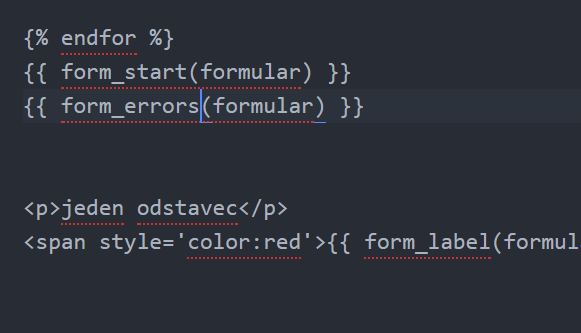 {% endfor %}
{{ form_start(formular) }}
{{ form_errors(formular) }}
<p>jeden odstavec</p>
<span style='color:red'>{{ form_label(formul